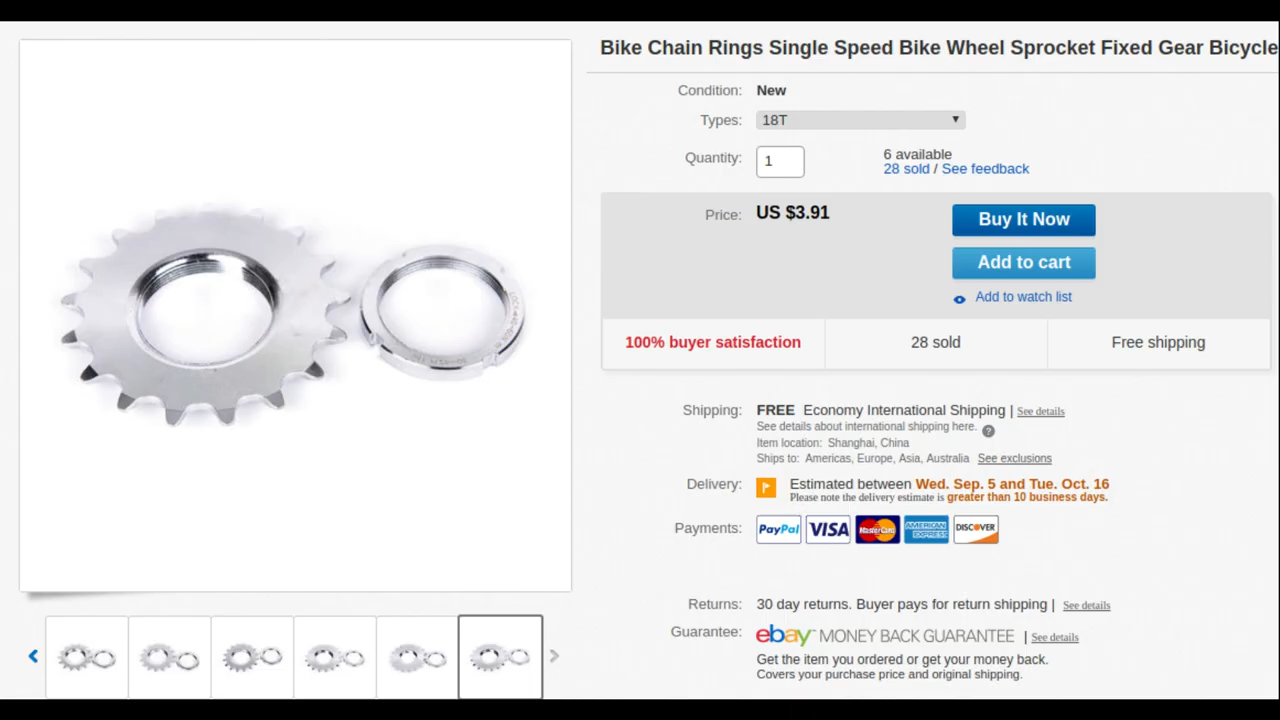 Bike Chain Rings Single Speed Bike Wheel Sprocket Fixed Gear Bicycle
Condition: New
Types: 18T
Quantity: 1
6 available
28 sold / See feedback
Price: US $3.91
Buy It Now
Add to cart
Add to watch list
100% buyer satisfaction
28 sold
Free shipping
Shipping: FREE Economy International Shipping | See details
See details about international shipping here. ?
Item location: Shanghai, China
Ships to: Americas, Europe, Asia, Australia See exclusions
Delivery: Estimated between Wed. Sep. 5 and Tue. Oct. 16
Please note the delivery estimate is greater than 10 business days.
Payments: PayPal VISA MasterCard AMERICAN EXPRESS DISCOVER
Returns: 30 day returns. Buyer pays for return shipping | See details
Guarantee: ebay™ MONEY BACK GUARANTEE | See details
Get the item you ordered or get your money back.
Covers your purchase price and original shipping.